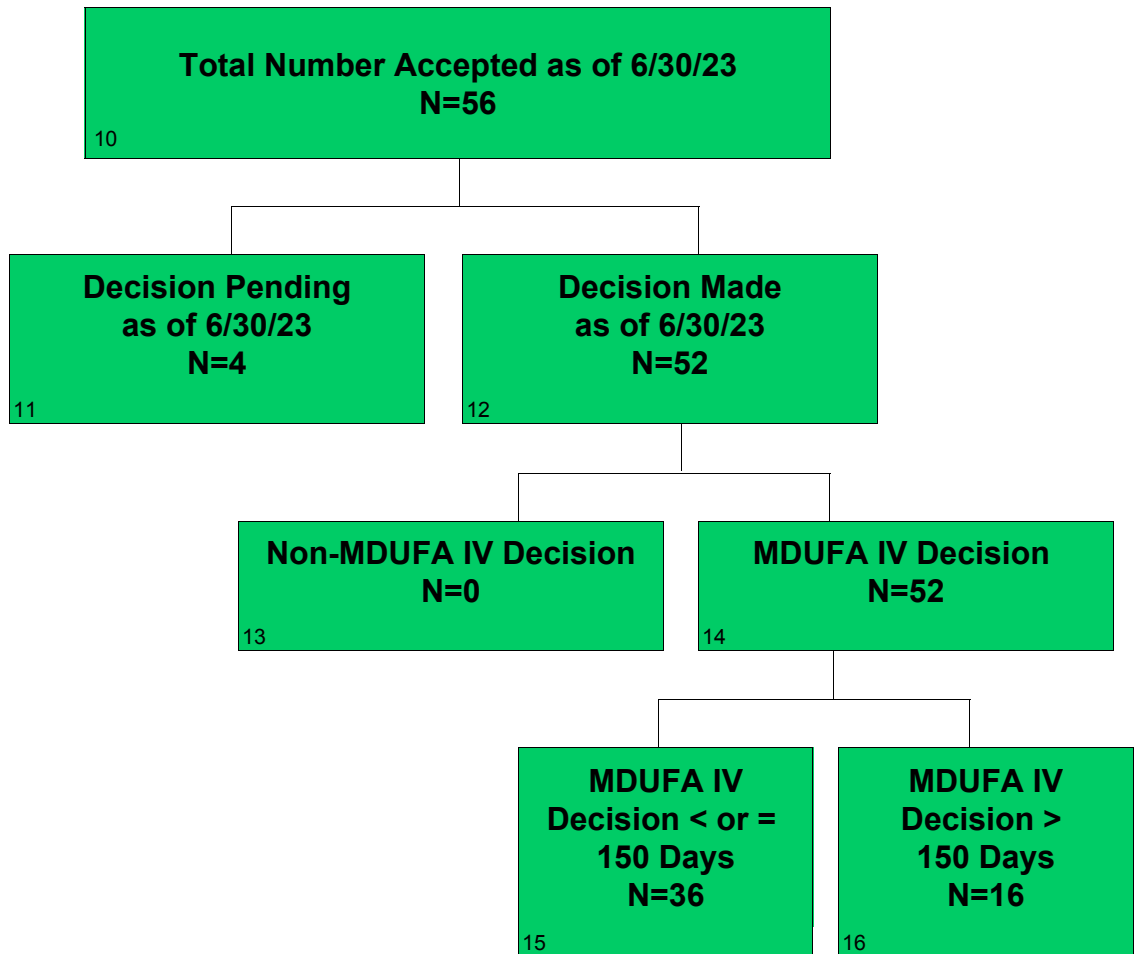 Total Number Accepted as of 6/30/23
N=56
10
Decision Pending
as of 6/30/23
N=4
11
Decision Made
as of 6/30/23
N=52
12
Non-MDUFA IV Decision
N=0
13
MDUFA IV Decision
N=52
14
MDUFA IV
Decision < or =
150 Days
N=36
15
MDUFA IV
Decision >
150 Days
N=16
16